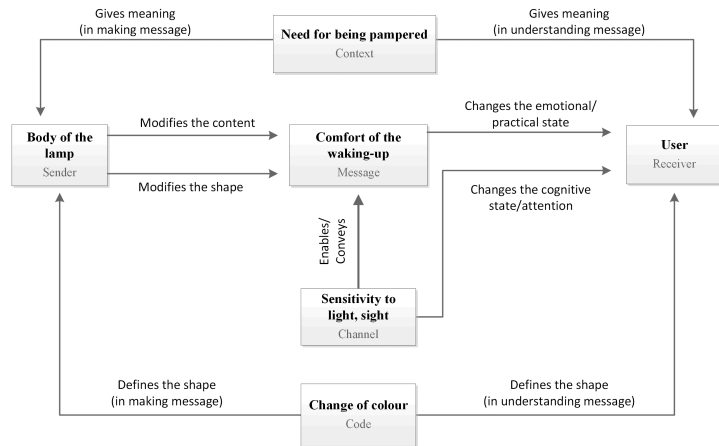 Gives meaning
(in making message)
Need for being pampered
Context
Gives meaning
(in understanding message)
Body of the
lamp
Sender
Modifies the content
Modifies the shape
Comfort of the
waking-up
Message
Changes the emotional/
practical state
Changes the cognitive
state/attention
User
Receiver
Enables/
Conveys
Sensitivity to
light, sight
Channel
Defines the shape
(in making message)
Change of colour
Code
Defines the shape
(in understanding message)